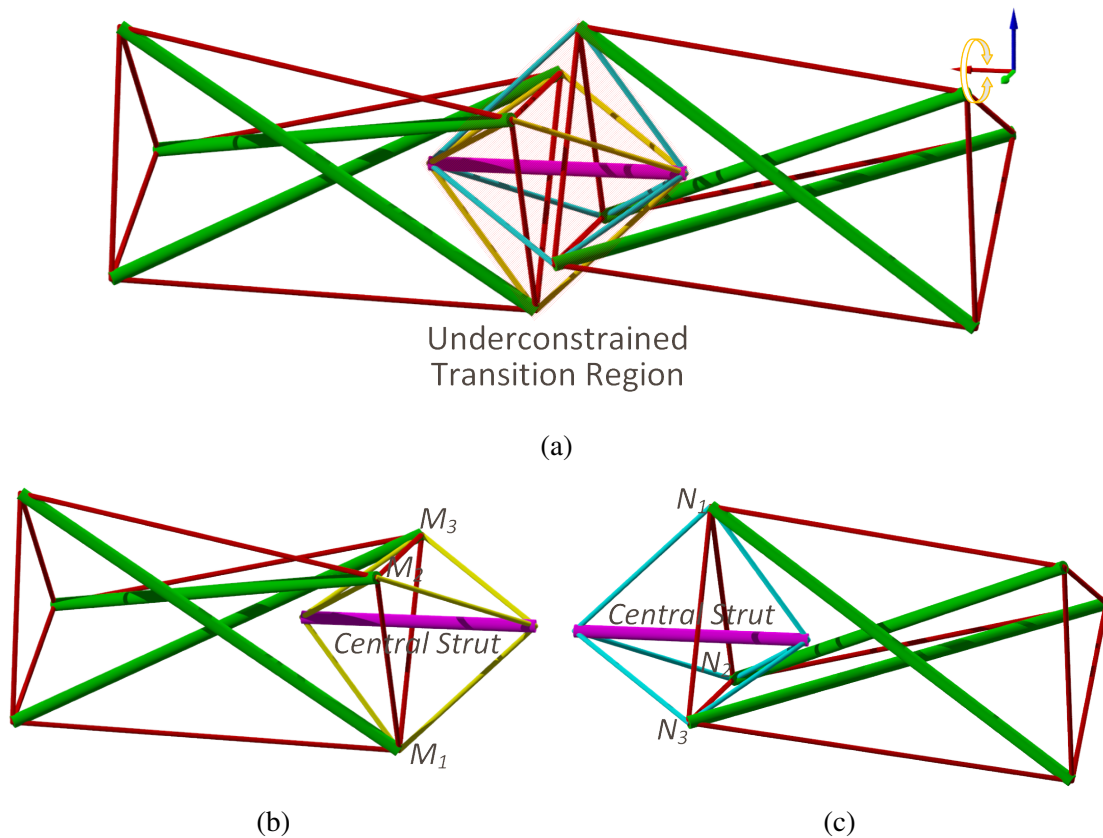 Underconstrained
Transition Region
(a)
M3
M2
Central Strut
M1
(b)
N1
Central Strut
N2
N3
(c)